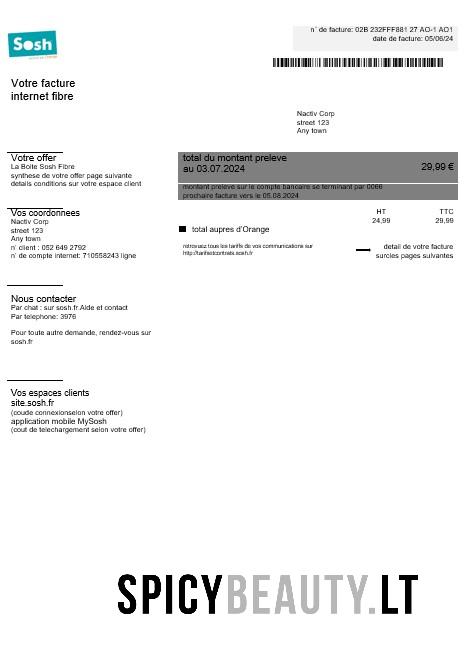 Sosh
n° de facture: 02B 232FFF881 27 AO-1 AO1
date de facture: 05/06/24
Votre facture
internet fibre
Nactiv Corp
street 123
Any town
Votre offer
La Boite Sosh Fibre
synthese de votre offer page suivante
details conditions sur votre espace client
total du montant preleve
au 03.07.2024
29,99 €
montant preleve sur le compte bancaire se terminant par 0066
prochaire facture vers le 05.08.2024
Vos coordonnees
Nactiv Corp
street 123
Any town
n° client : 052 649 2792
n° de compte internet: 710558243 ligne
HT TTC
24,99 29,99
total aupres d'Orange
retrouvez tous les tarifs de vos communications sur
http://tarifsetcontrats.sosh.fr
detail de votre facture
surcies pages suivantes
Nous contacter
Par chat : sur sosh.fr Aide et contact
Par telephone: 3976
Pour toute autre demande, rendez-vous sur
sosh.fr
Vos espaces clients
site.sosh.fr
(coude connexionselon votre offer)
application mobile MySosh
(cout de telechargement selon votre offer)
SPICYBEAUTY.LT